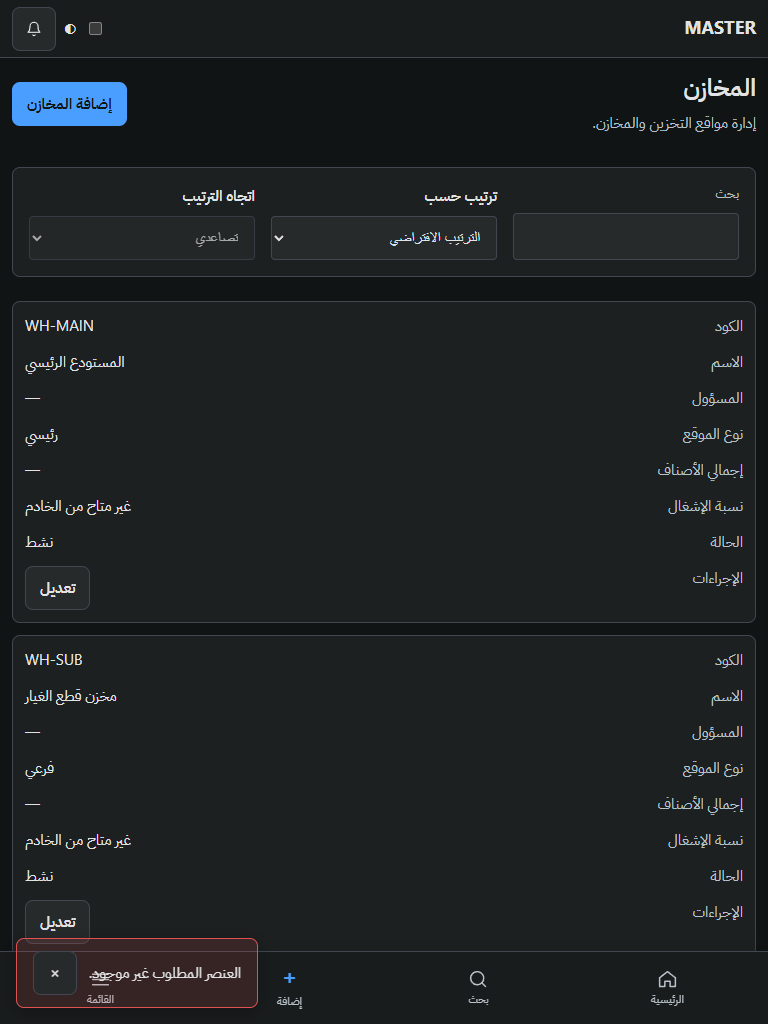 MASTER
المخازن
إدارة مواقع التخزين والمخازن.
إضافة المخازن
بحث
ترتيب حسب
اتجاه الترتيب
الترتيب الافتراضي
تصاعدي
الكود WH-MAIN
الاسم المستودع الرئيسي
المسؤول —
نوع الموقع رئيسي
إجمالي الأصناف —
نسبة الإشغال غير متاح من الخادم
الحالة نشط
الإجراءات تعديل
الكود WH-SUB
الاسم مخزن قطع الغيار
المسؤول —
نوع الموقع فرعي
إجمالي الأصناف —
نسبة الإشغال غير متاح من الخادم
الحالة نشط
الإجراءات تعديل
العنصر المطلوب غير موجود. ×
الرئيسية
بحث
إضافة
القائمة